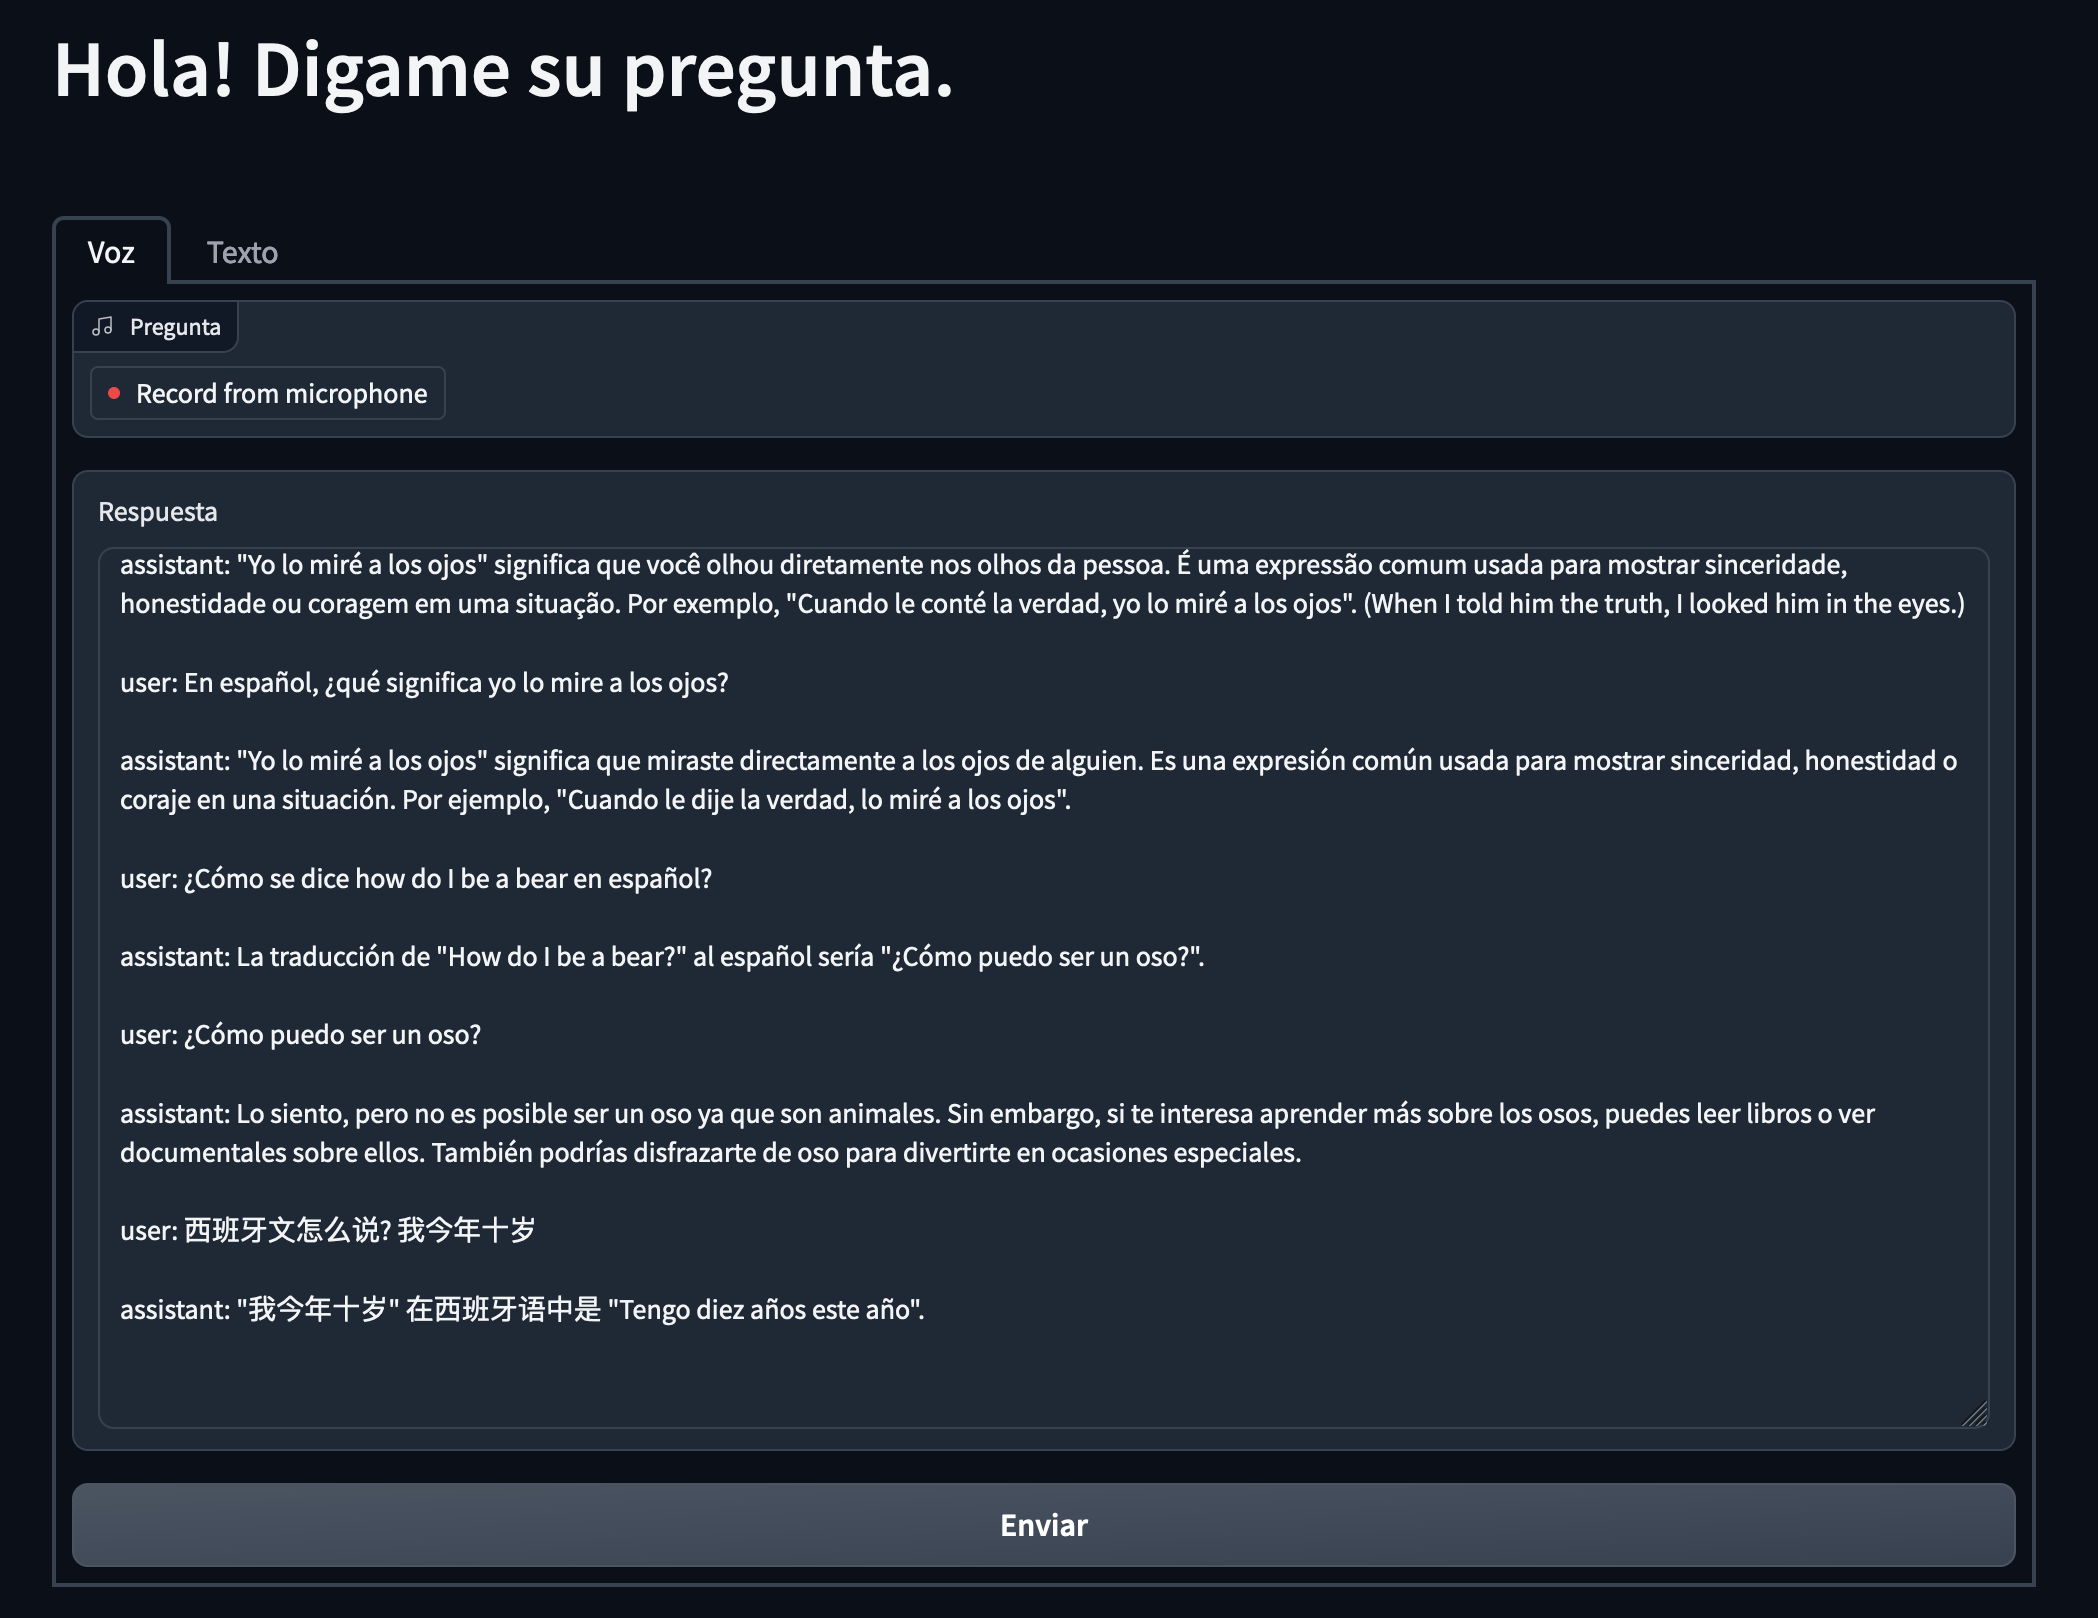 Hola! Digame su pregunta.
Voz
Texto
Pregunta
Record from microphone
Respuesta
assistant: "Yo lo miré a los ojos" significa que você olhou diretamente nos olhos da pessoa. É uma expressão comum usada para mostrar sinceridade,
honestidade ou coragem em uma situação. Por exemplo, "Cuando le conté la verdad, yo lo miré a los ojos". (When I told him the truth, I looked him in the eyes.)
user: En español, ¿qué significa yo lo mire a los ojos?
assistant: "Yo lo miré a los ojos" significa que miraste directamente a los ojos de alguien. Es una expresión común usada para mostrar sinceridad, honestidad o
coraje en una situación. Por ejemplo, "Cuando le dije la verdad, lo miré a los ojos".
user: ¿Cómo se dice how do I be a bear en español?
assistant: La traducción de "How do I be a bear?" al español sería "¿Cómo puedo ser un oso?".
user: ¿Cómo puedo ser un oso?
assistant: Lo siento, pero no es posible ser un oso ya que son animales. Sin embargo, si te interesa aprender más sobre los osos, puedes leer libros o ver
documentales sobre ellos. También podrías disfrazarte de oso para divertirte en ocasiones especiales.
user: 西班牙文怎么说? 我今年十岁
assistant: "我今年十岁" 在西班牙语中是 "Tengo diez años este año".
Enviar